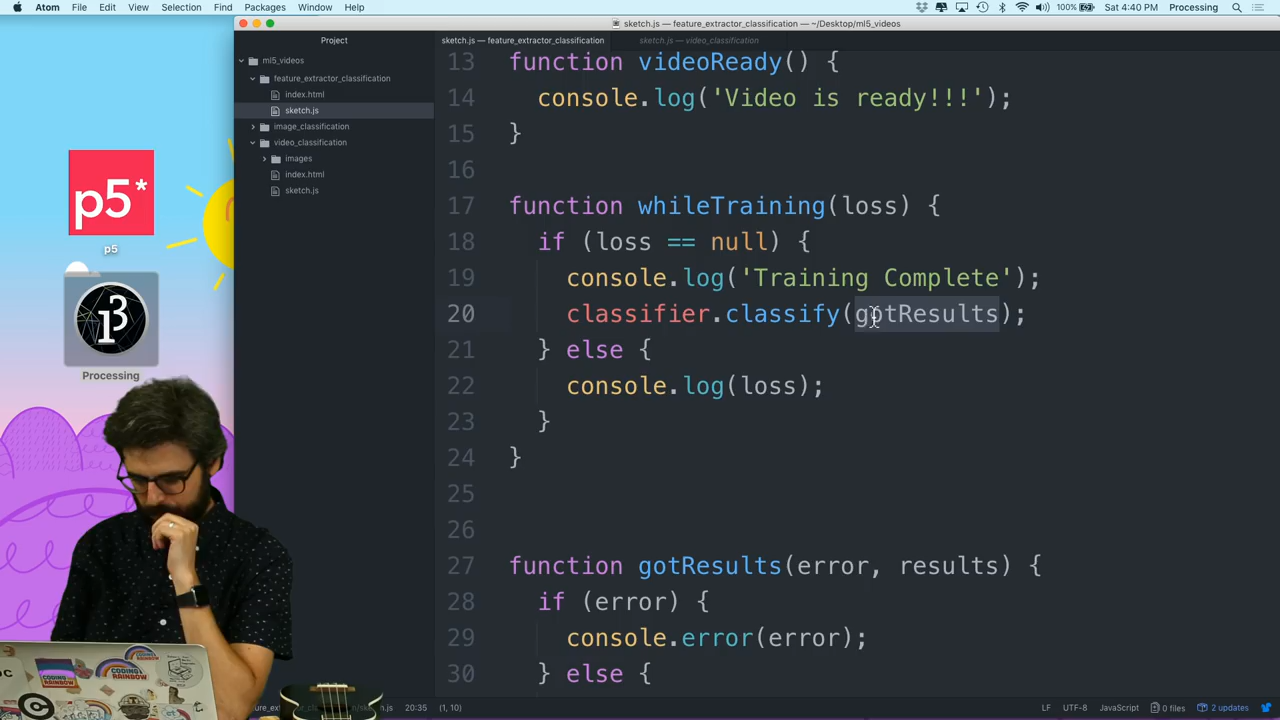 Atom File Edit View Selection Find Packages Window Help
100% Sat 4:40 PM Processing
sketch.js — feature_extractor_classification — ~/Desktop/ml5_videos
Project
sketch.js — feature_extractor_classification
sketch.js — video_classification
ml5_videos
feature_extractor_classification
index.html
sketch.js
image_classification
video_classification
images
index.html
sketch.js
p5*
p5
Processing
13 function videoReady() {
14 console.log('Video is ready!!!');
15 }
16
17 function whileTraining(loss) {
18 if (loss == null) {
19 console.log('Training Complete');
20 classifier.classify(gotResults);
21 } else {
22 console.log(loss);
23 }
24 }
25
26
27 function gotResults(error, results) {
28 if (error) {
29 console.error(error);
30 } else {
CODING RAINBOW
20:35 (1, 10)
LF UTF-8 JavaScript 0 files 2 updates